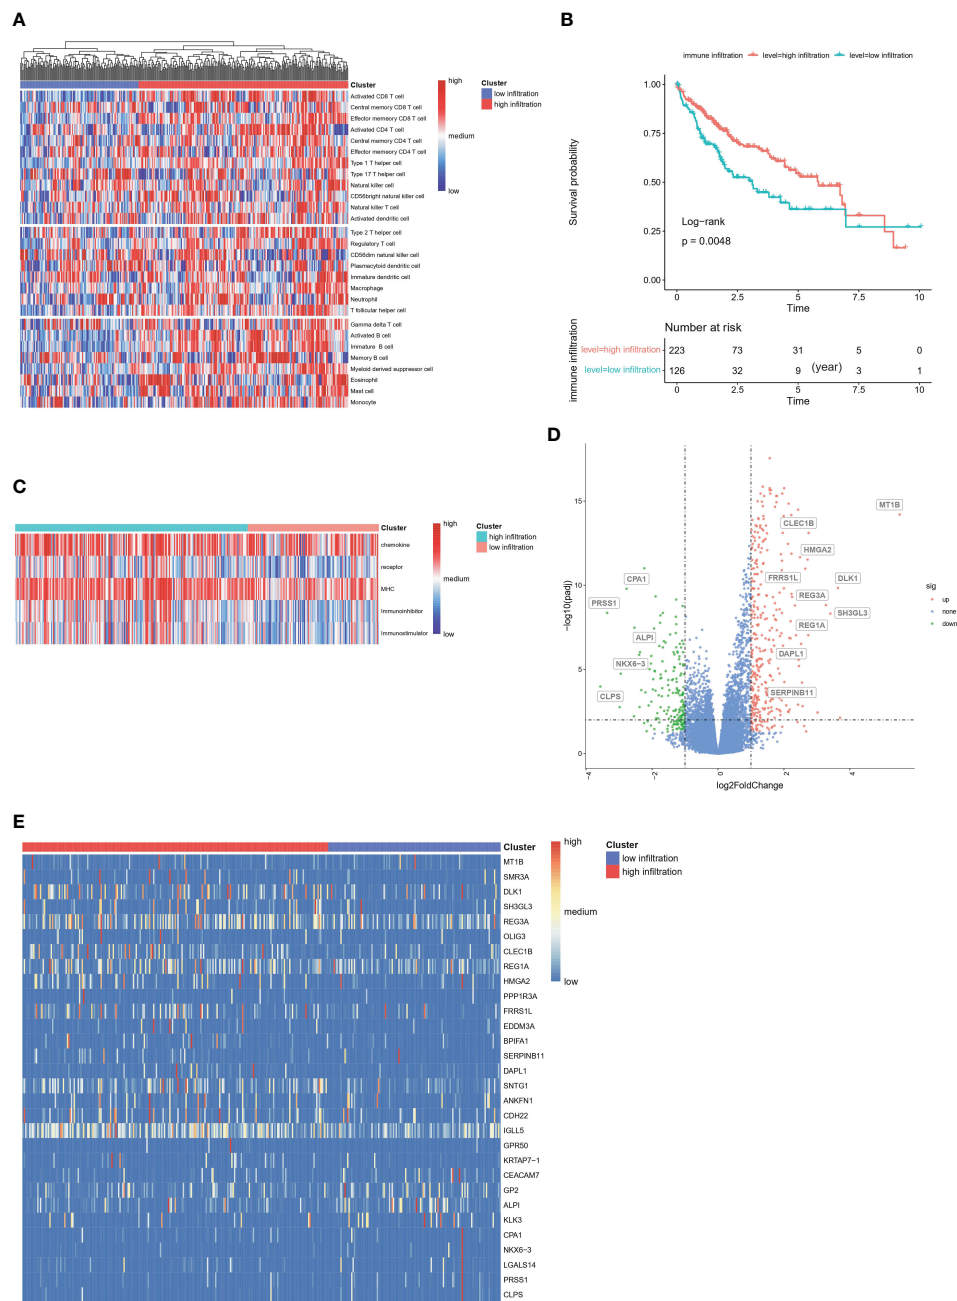 A
Cluster
Activated CD8 T cell
Central memory CD8 T cell
Effector memeory CD8 T cell
Activated CD4 T cell
Central memory CD4 T cell
Effector memeory CD4 T cell
Type 1 T helper cell
Type 17 T helper cell
Natural killer cell
CD56bright natural killer cell
Natural killer T cell
Activated dendritic cell
Type 2 T helper cell
Regulatory T cell
CD56dim natural killer cell
Plasmacytoid dendritic cell
Immature dendritic cell
Macrophage
Neutrophil
T follicular helper cell
Gamma delta T cell
Activated B cell
Immature B cell
Memory B cell
Myeloid derived suppressor cell
Eosinophil
Mast cell
Monocyte
high
medium
low
Cluster
low infiltration
high infiltration
B
immune infiltration level=high infiltration level=low infiltration
Survival probability
1.00
0.75
0.50
0.25
0.00
Log-rank
p = 0.0048
0 2.5 5 7.5 10
Time
Number at risk
immune infiltration
level=high infiltration 223 73 31 5 0
level=low infiltration 126 32 9 (year) 3 1
0 2.5 5 7.5 10
Time
C
Cluster
chemokine
receptor
MHC
Immunoinhibitor
Immunostimulator
high
medium
low
Cluster
high infiltration
low infiltration
D
−log10(padj)
15
10
5
0
MT1B
CLEC1B
HMGA2
CPA1
FRRS1L
DLK1
PRSS1
REG3A
SH3GL3
REG1A
ALPI
DAPL1
NKX6−3
SERPINB11
CLPS
−4 −2 0 2 4
log2FoldChange
sig
up
none
down
E
Cluster
MT1B
SMR3A
DLK1
SH3GL3
REG3A
OLIG3
CLEC1B
REG1A
HMGA2
PPP1R3A
FRRS1L
EDDM3A
BPIFA1
SERPINB11
DAPL1
SNTG1
ANKFN1
CDH22
IGLL5
GPR50
KRTAP7−1
CEACAM7
GP2
ALPI
KLK3
CPA1
NKX6−3
LGALS14
PRSS1
CLPS
high
medium
low
Cluster
low infiltration
high infiltration